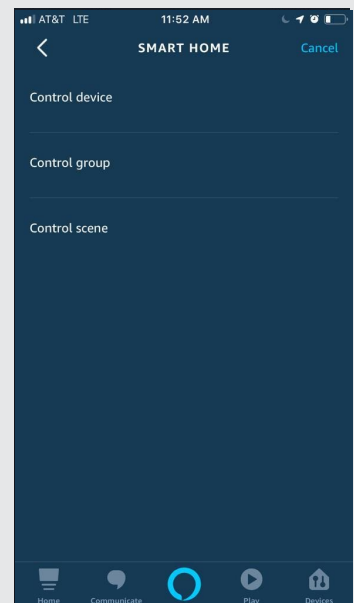 AT&T LTE 11:52 AM
SMART HOME Cancel
Control device
Control group
Control scene
Home Communicate Play Devices